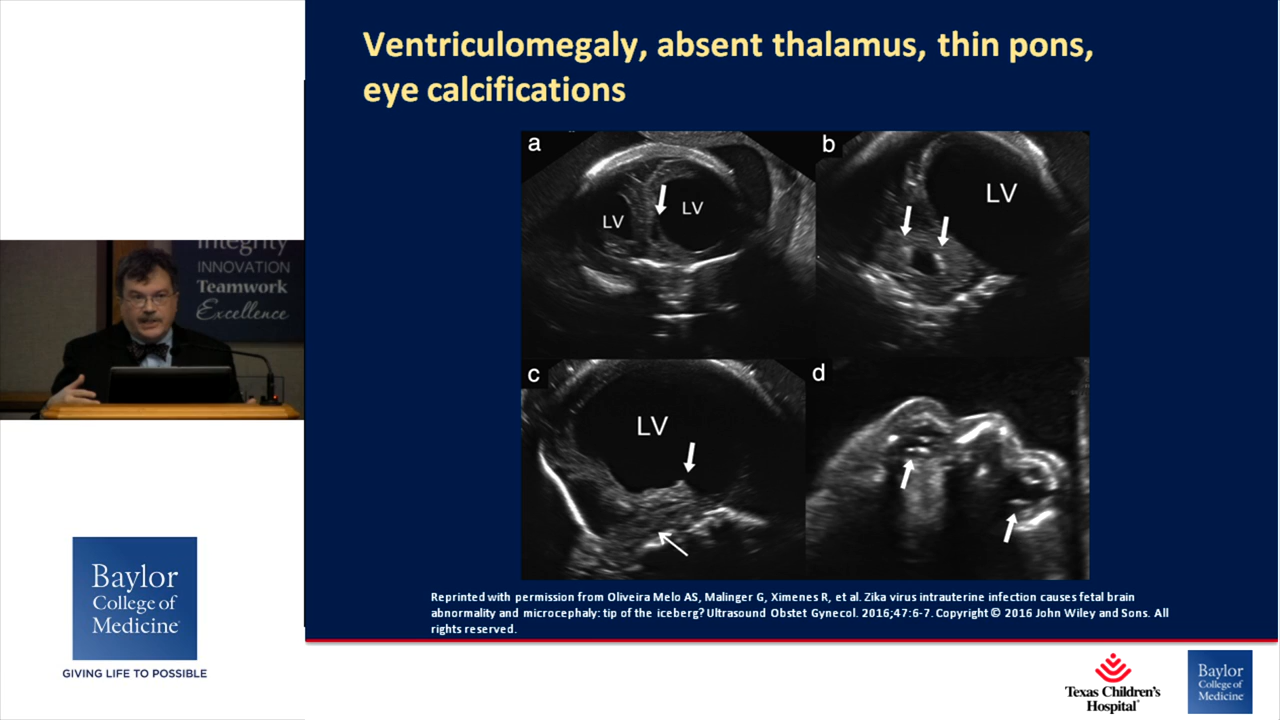 Ventriculomegaly, absent thalamus, thin pons,
eye calcifications
a
LV
LV
b
LV
c
LV
d
Reprinted with permission from Oliveira Melo AS, Malinger G, Ximenes R, et al. Zika virus intrauterine infection causes fetal brain
abnormality and microcephaly: tip of the iceberg? Ultrasound Obstet Gynecol. 2016;47:6-7. Copyright © 2016 John Wiley and Sons. All
rights reserved.
Integrity
INNOVATION
Teamwork
Excellence
Baylor
College of
Medicine
GIVING LIFE TO POSSIBLE
Texas Children's
Hospital
Baylor
College of
Medicine